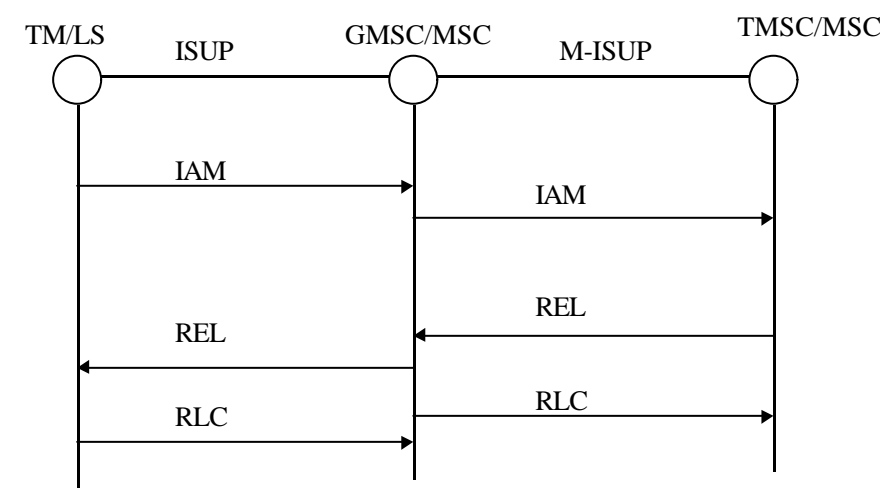 TM/LS
ISUP
GMSC/MSC
M-ISUP
TMSC/MSC
IAM
IAM
REL
REL
RLC
RLC